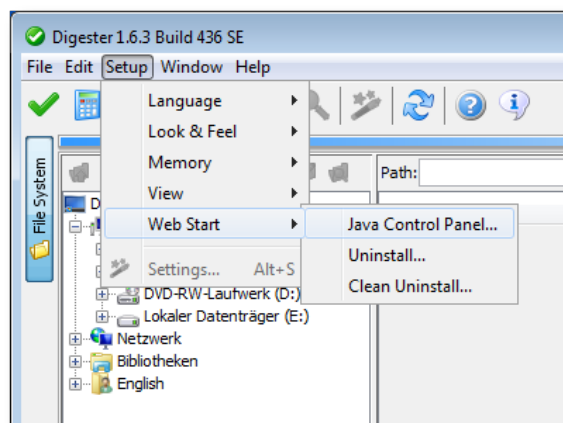 Digester 1.6.3 Build 436 SE
File Edit Setup Window Help
Language
Look & Feel
Memory
View
Web Start
Settings... Alt+S
Java Control Panel...
Uninstall...
Clean Uninstall...
File System
Path:
D
DVD-RW-Laufwerk (D:)
Lokaler Datenträger (E:)
Netzwerk
Bibliotheken
English